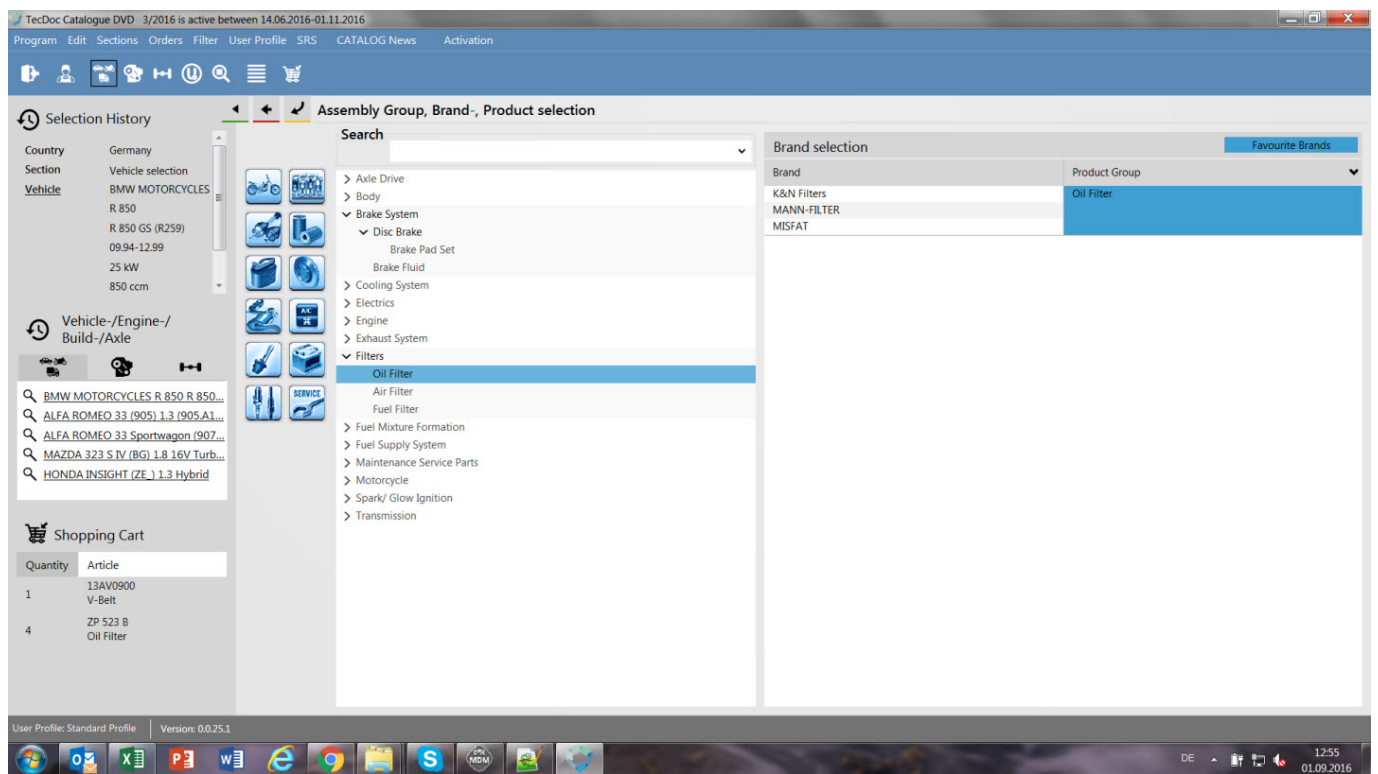 TecDoc Catalogue DVD 3/2016 is active between 14.06.2016-01.11.2016
Program Edit Sections Orders Filter User Profile SRS CATALOG News Activation
Selection History
Country Germany
Section Vehicle selection
Vehicle BMW MOTORCYCLES
R 850
R 850 GS (R259)
09.94-12.99
25 kW
850 ccm
Vehicle-/Engine-/
Build-/Axle
BMW MOTORCYCLES R 850 R 850...
ALFA ROMEO 33 (905) 1.3 (905.A1...
ALFA ROMEO 33 Sportwagon (907...
MAZDA 323 S IV (BG) 1.8 16V Turb...
HONDA INSIGHT (ZE_) 1.3 Hybrid
Shopping Cart
Quantity Article
1 13AV0900
V-Belt
4 ZP 523 B
Oil Filter
Assembly Group, Brand-, Product selection
Search
A/C
SERVICE
Axle Drive
Body
Brake System
Disc Brake
Brake Pad Set
Brake Fluid
Cooling System
Electrics
Engine
Exhaust System
Filters
Oil Filter
Air Filter
Fuel Filter
Fuel Mixture Formation
Fuel Supply System
Maintenance Service Parts
Motorcycle
Spark/ Glow Ignition
Transmission
Brand selection
Favourite Brands
Brand Product Group
K&N Filters Oil Filter
MANN-FILTER
MISFAT
User Profile: Standard Profile Version: 0.0.25.1
DE
12:55
01.09.2016